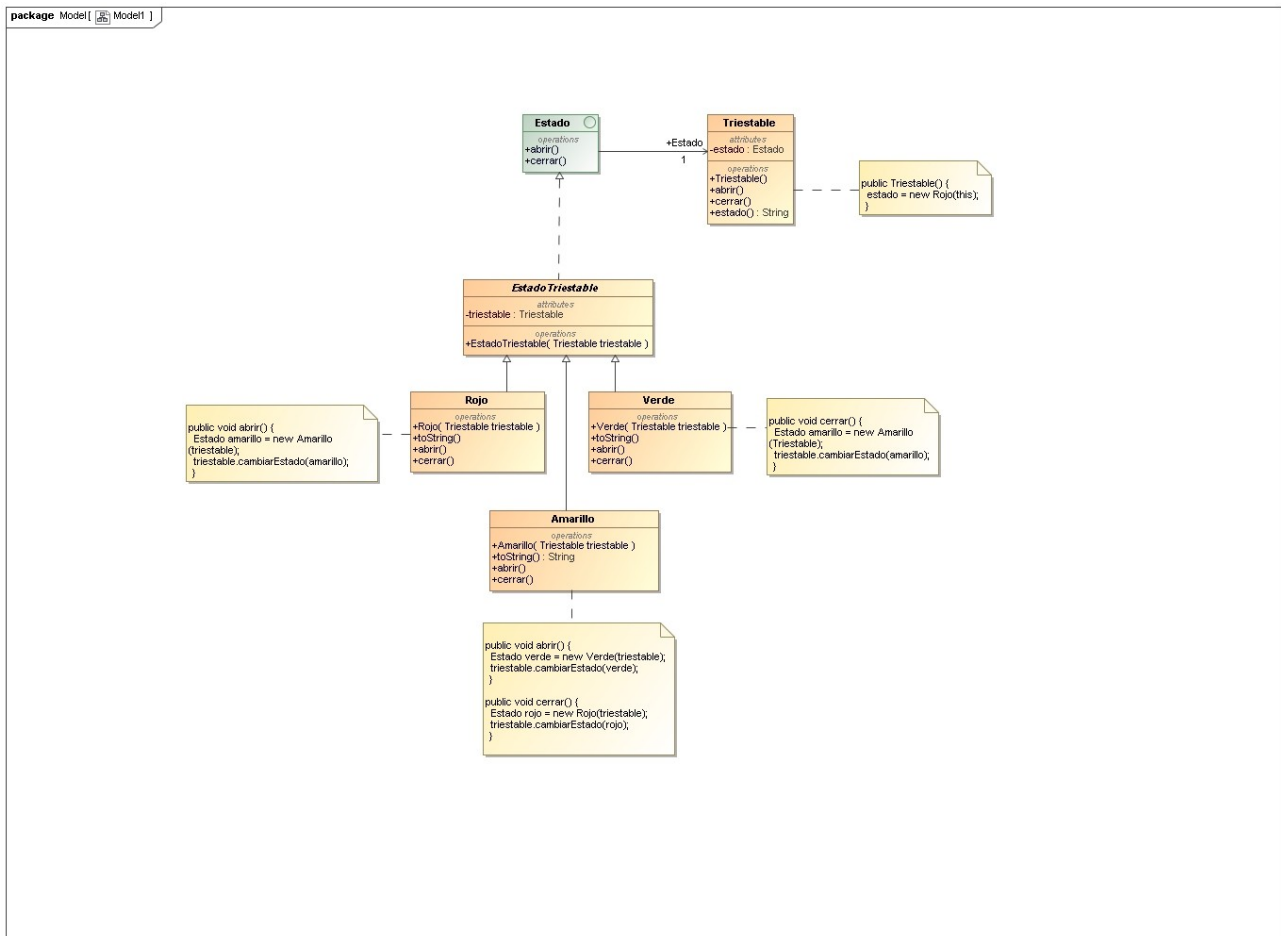 package Model[ Model1 ]
Estado
operations
+abrir()
+cerrar()
+Estado
1
Triestable
attributes
-estado : Estado
operations
+Triestable()
+abrir()
+cerrar()
+estado() : String
public Triestable() {
estado = new Rojo(this);
}
EstadoTriestable
attributes
-triestable : Triestable
operations
+EstadoTriestable( Triestable triestable )
public void abrir() {
Estado amarillo = new Amarillo
(triestable);
triestable.cambiarEstado(amarillo);
}
Rojo
operations
+Rojo( Triestable triestable )
+toString()
+abrir()
+cerrar()
Verde
operations
+Verde( Triestable triestable )
+toString()
+abrir()
+cerrar()
public void cerrar() {
Estado amarillo = new Amarillo
(Triestable);
triestable.cambiarEstado(amarillo);
}
Amarillo
operations
+Amarillo( Triestable triestable )
+toString() : String
+abrir()
+cerrar()
public void abrir() {
Estado verde = new Verde(triestable);
triestable.cambiarEstado(verde);
}
public void cerrar() {
Estado rojo = new Rojo(triestable);
triestable.cambiarEstado(rojo);
}